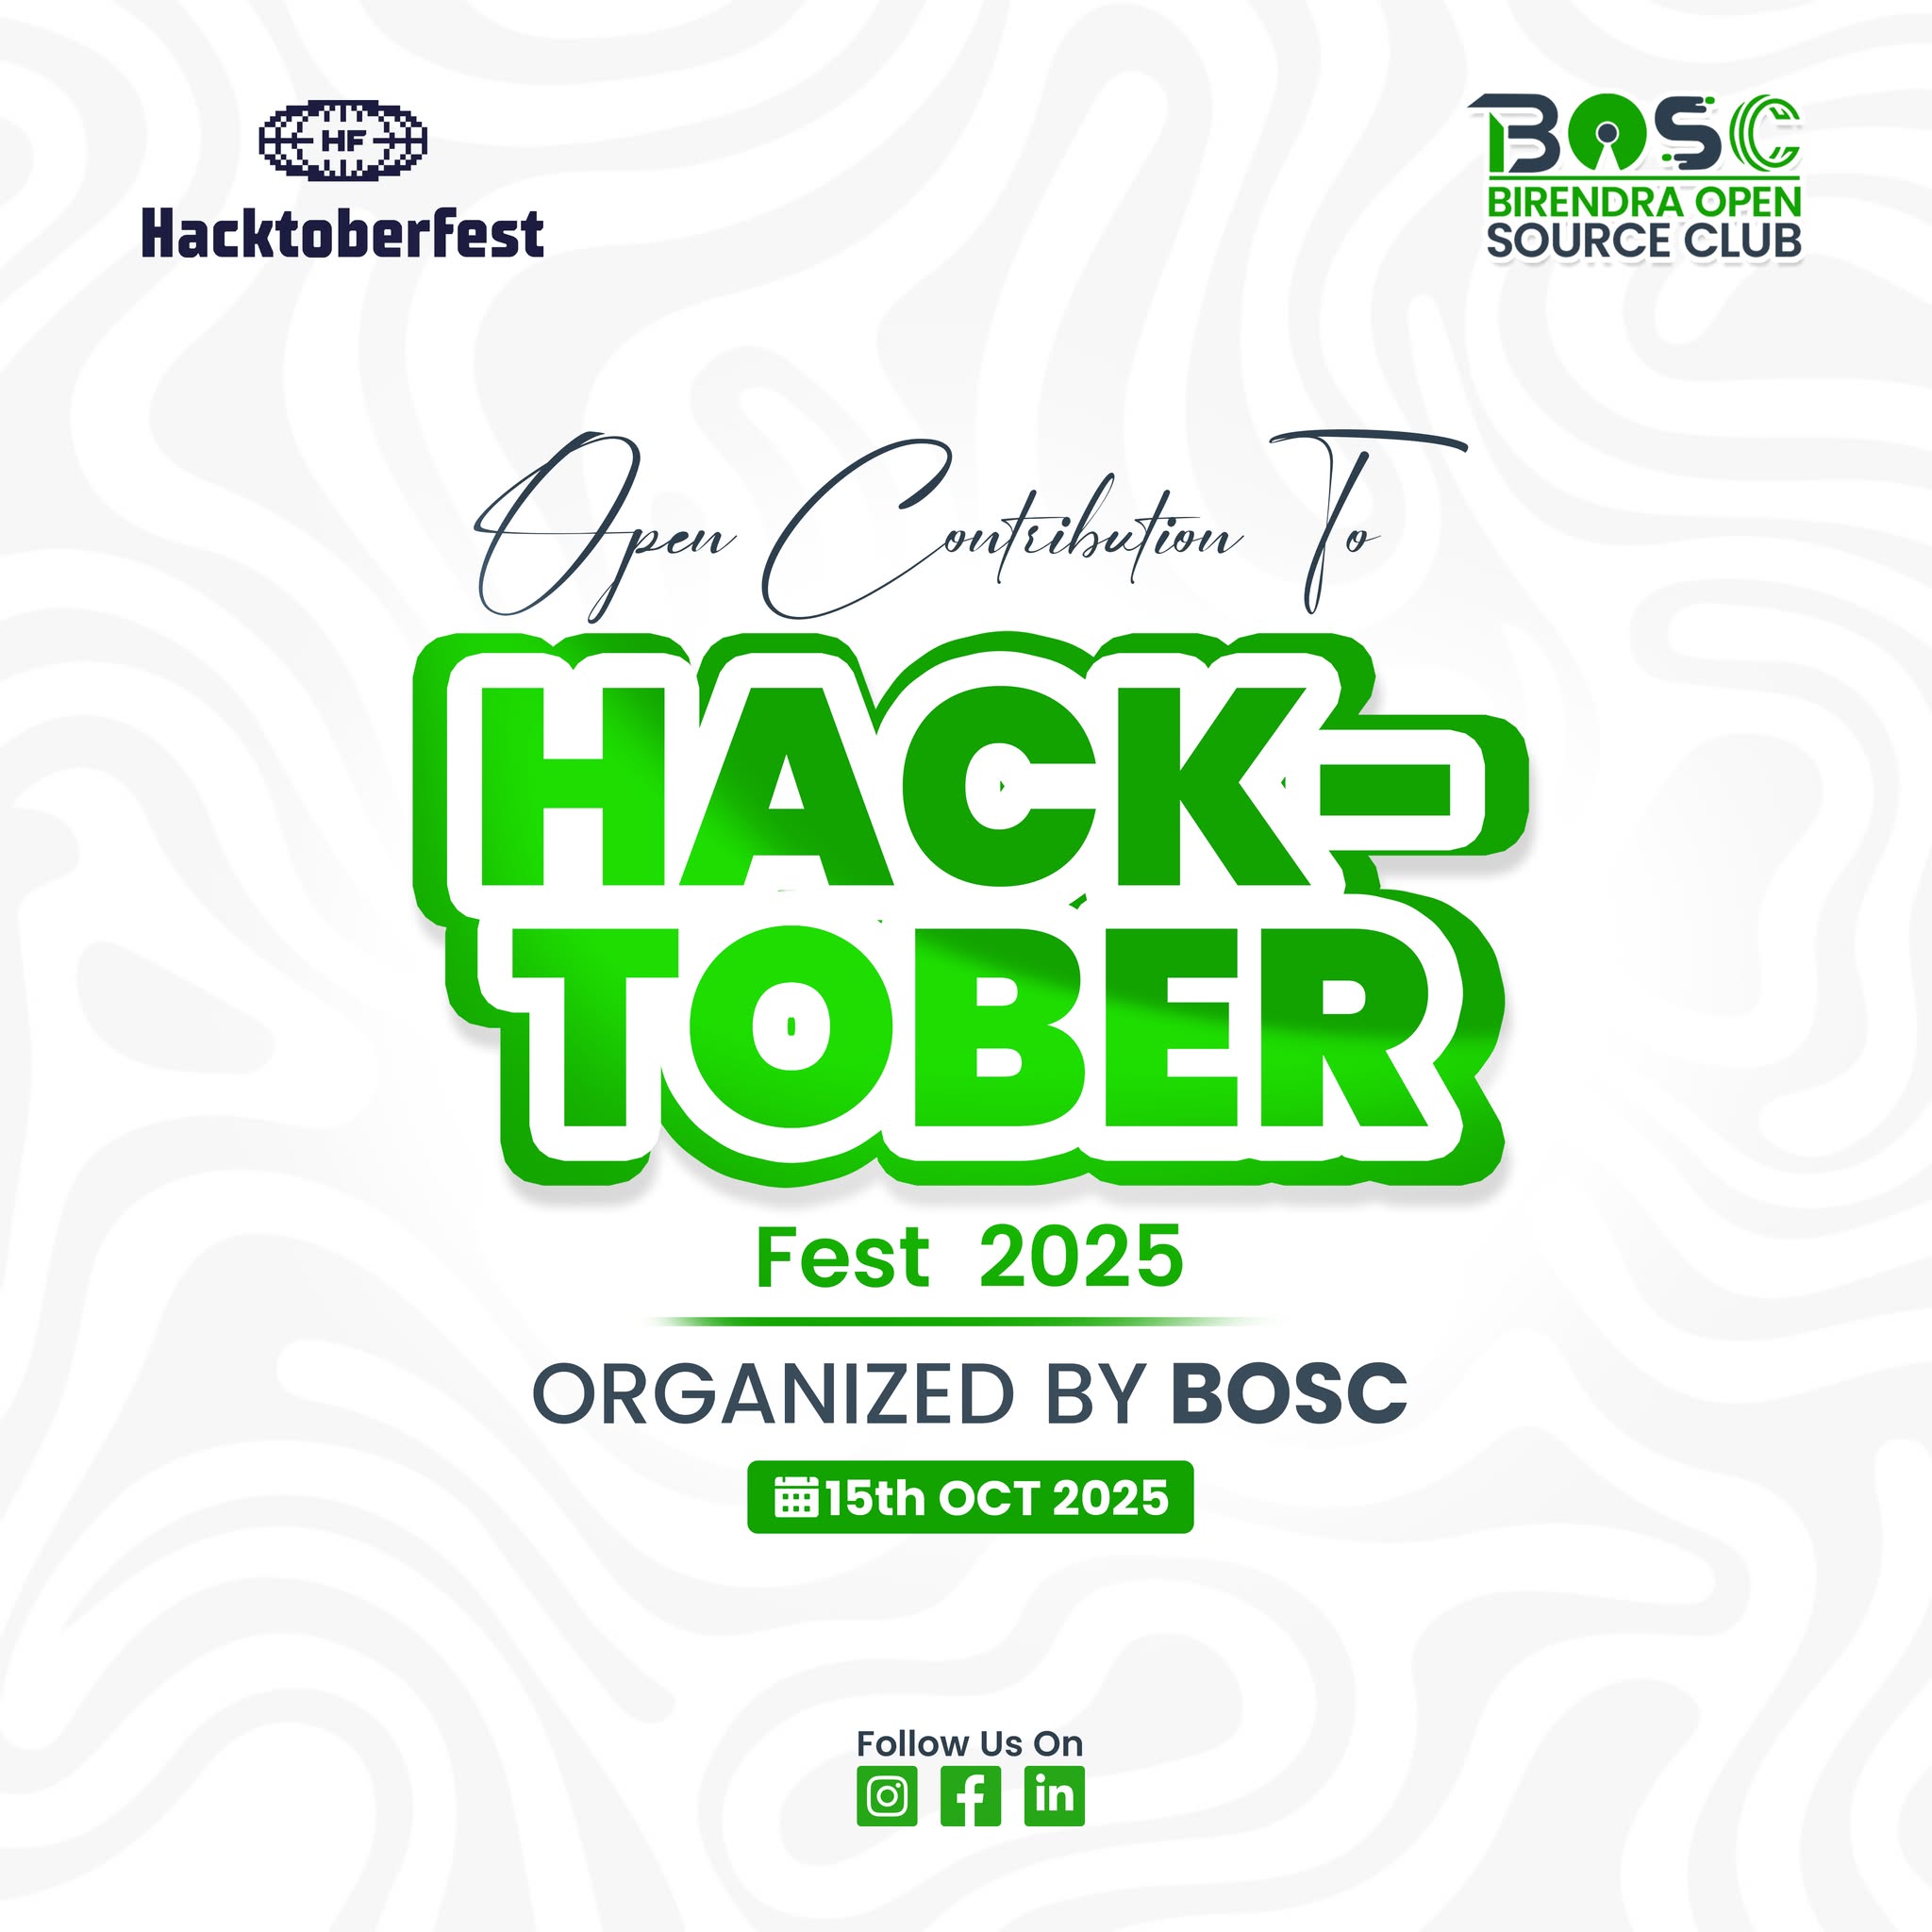 HF
Hacktoberfest
BOSC
BIRENDRA OPEN
SOURCE CLUB
Open Contribution To
HACK-
TOBER
Fest 2025
ORGANIZED BY BOSC
15th OCT 2025
Follow Us On